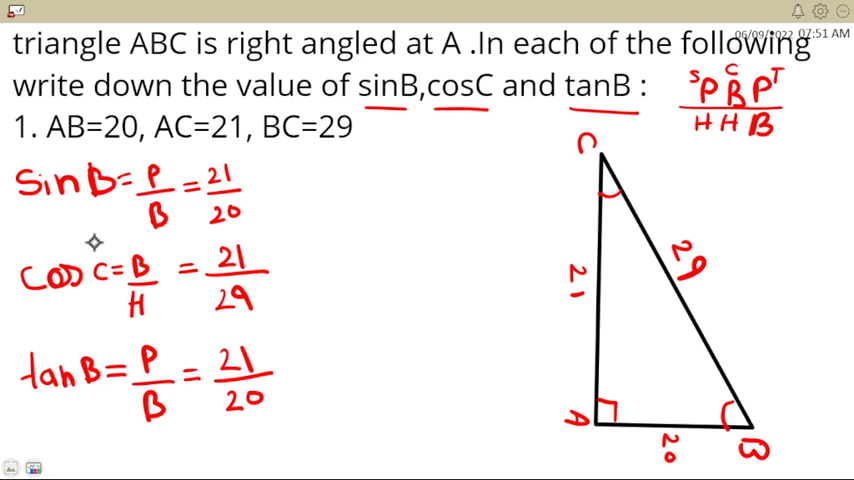 06/09/2022 07:51 AM
triangle ABC is right angled at A .In each of the following
write down the value of sinB,cosC and tanB :
S C T
P B P
H H B
1. AB=20, AC=21, BC=29
Sin B = P/B = 21/20
cos C = B/H = 21/29
tan B = P/B = 21/20
C
21
29
A
20
B